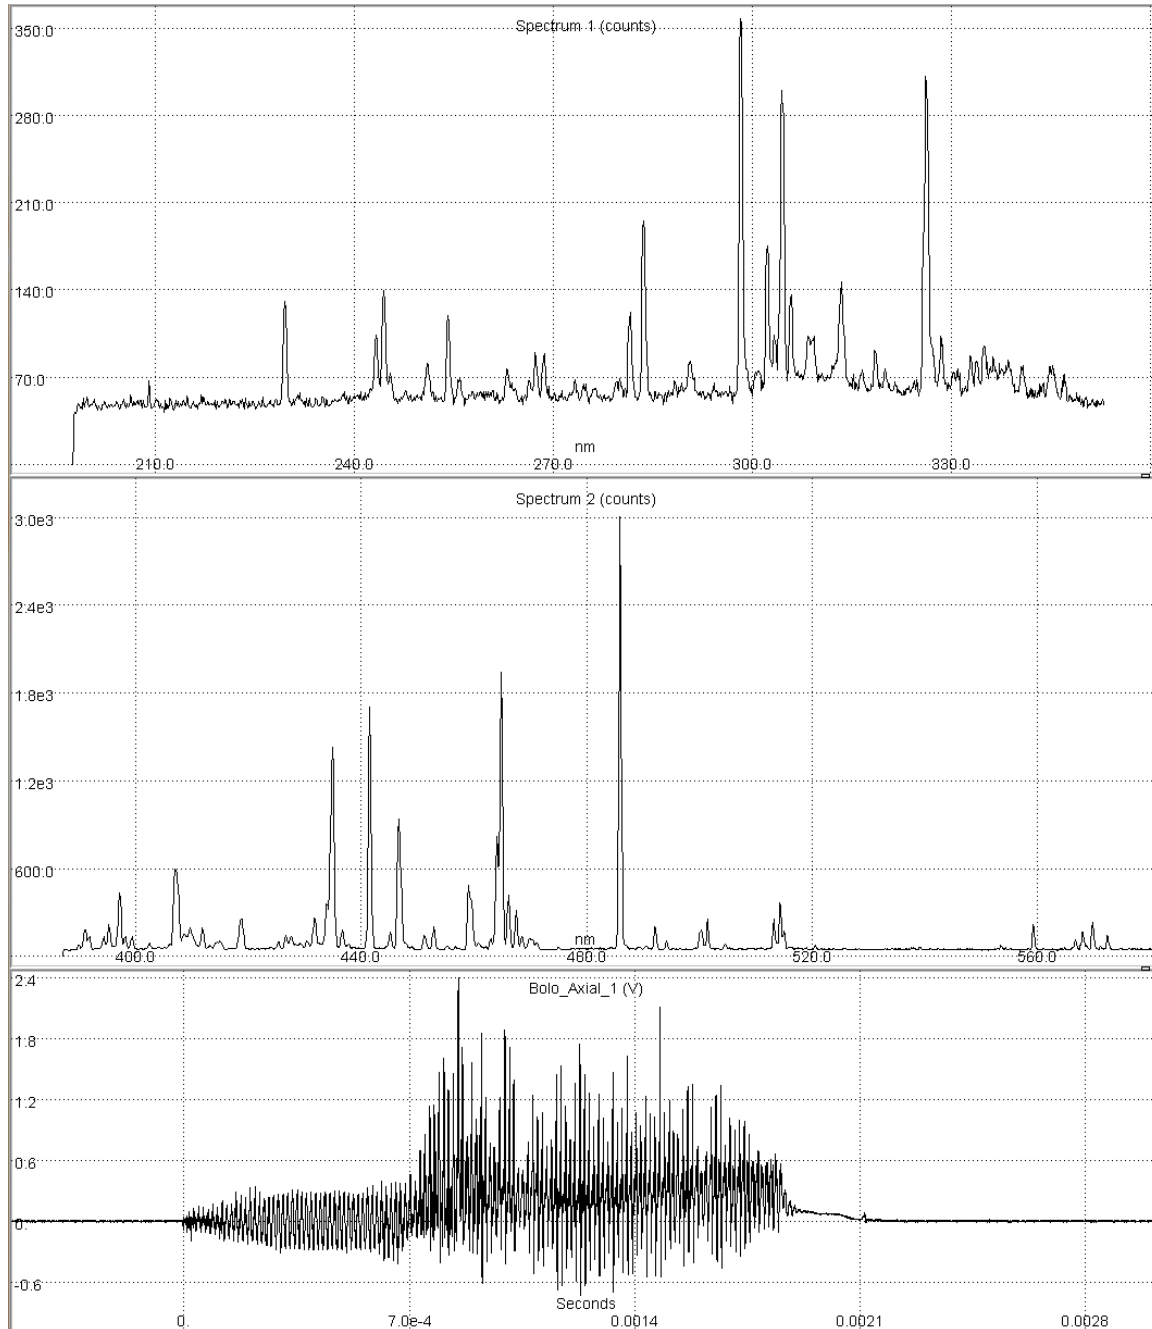 Spectrum 1 (counts)
350.0
280.0
210.0
140.0
70.0
nm
210.0 240.0 270.0 300.0 330.0
Spectrum 2 (counts)
3.0e3
2.4e3
1.8e3
1.2e3
600.0
nm
400.0 440.0 480.0 520.0 560.0
Bolo_Axial_1 (V)
2.4
1.8
1.2
0.6
0.
-0.6
Seconds
0. 7.0e-4 0.0014 0.0021 0.0028